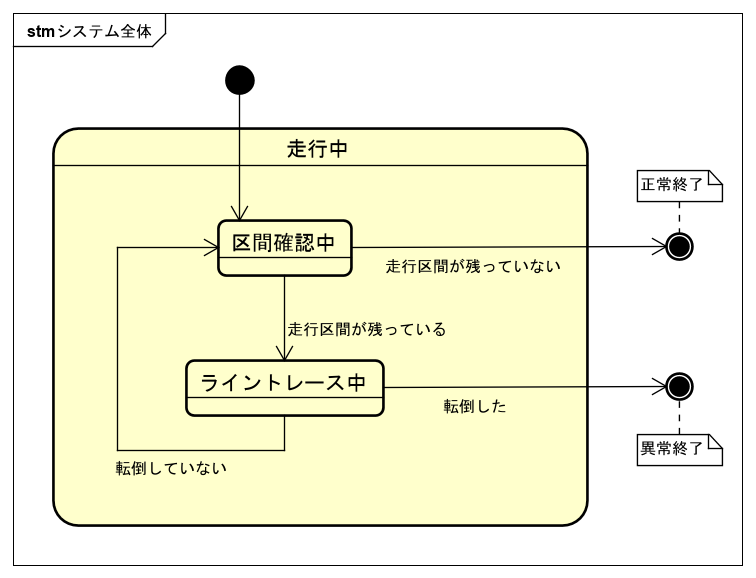 stm システム全体
走行中
正常終了
区間確認中
走行区間が残っていない
走行区間が残っている
ライントレース中
転倒した
異常終了
転倒していない